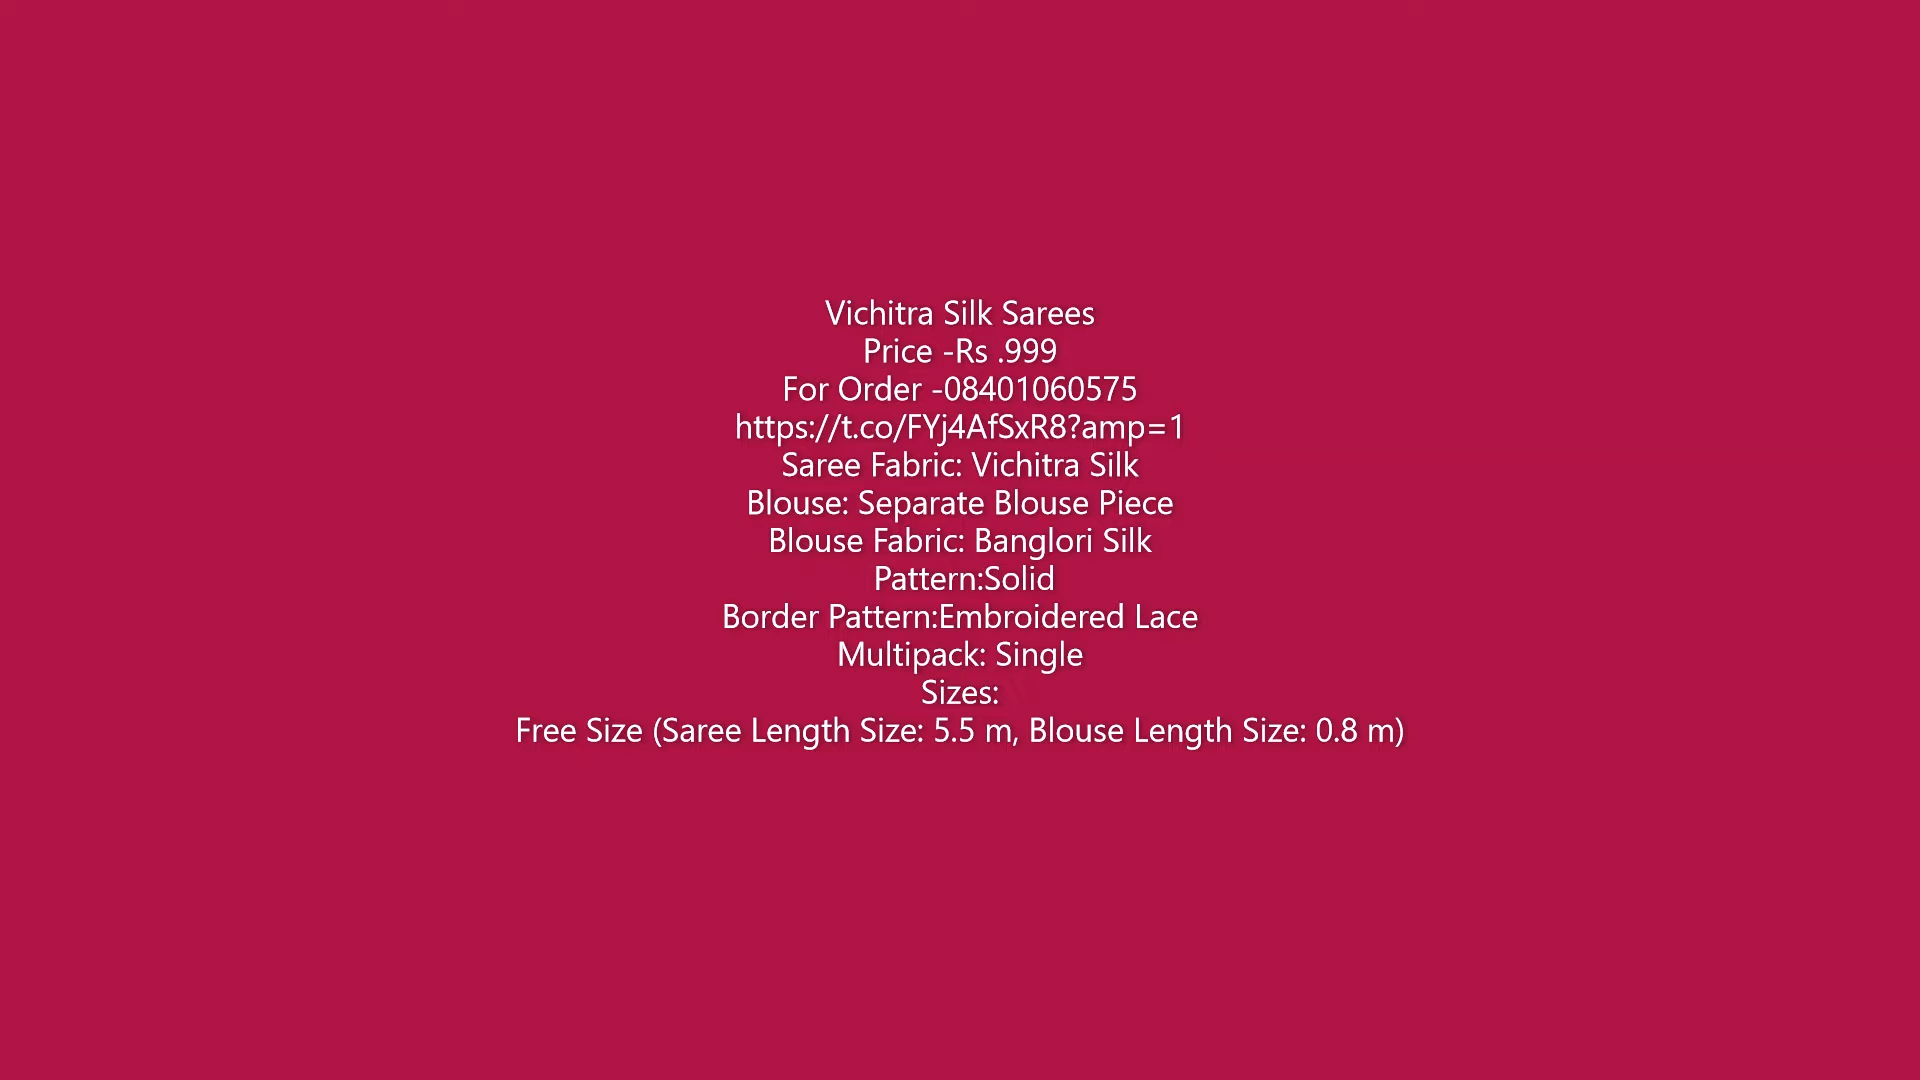 Vichitra Silk Sarees
Price -Rs .999
For Order -08401060575
https://t.co/FYj4AfSxR8?amp=1
Saree Fabric: Vichitra Silk
Blouse: Separate Blouse Piece
Blouse Fabric: Banglori Silk
Pattern:Solid
Border Pattern:Embroidered Lace
Multipack: Single
Sizes:
Free Size (Saree Length Size: 5.5 m, Blouse Length Size: 0.8 m)